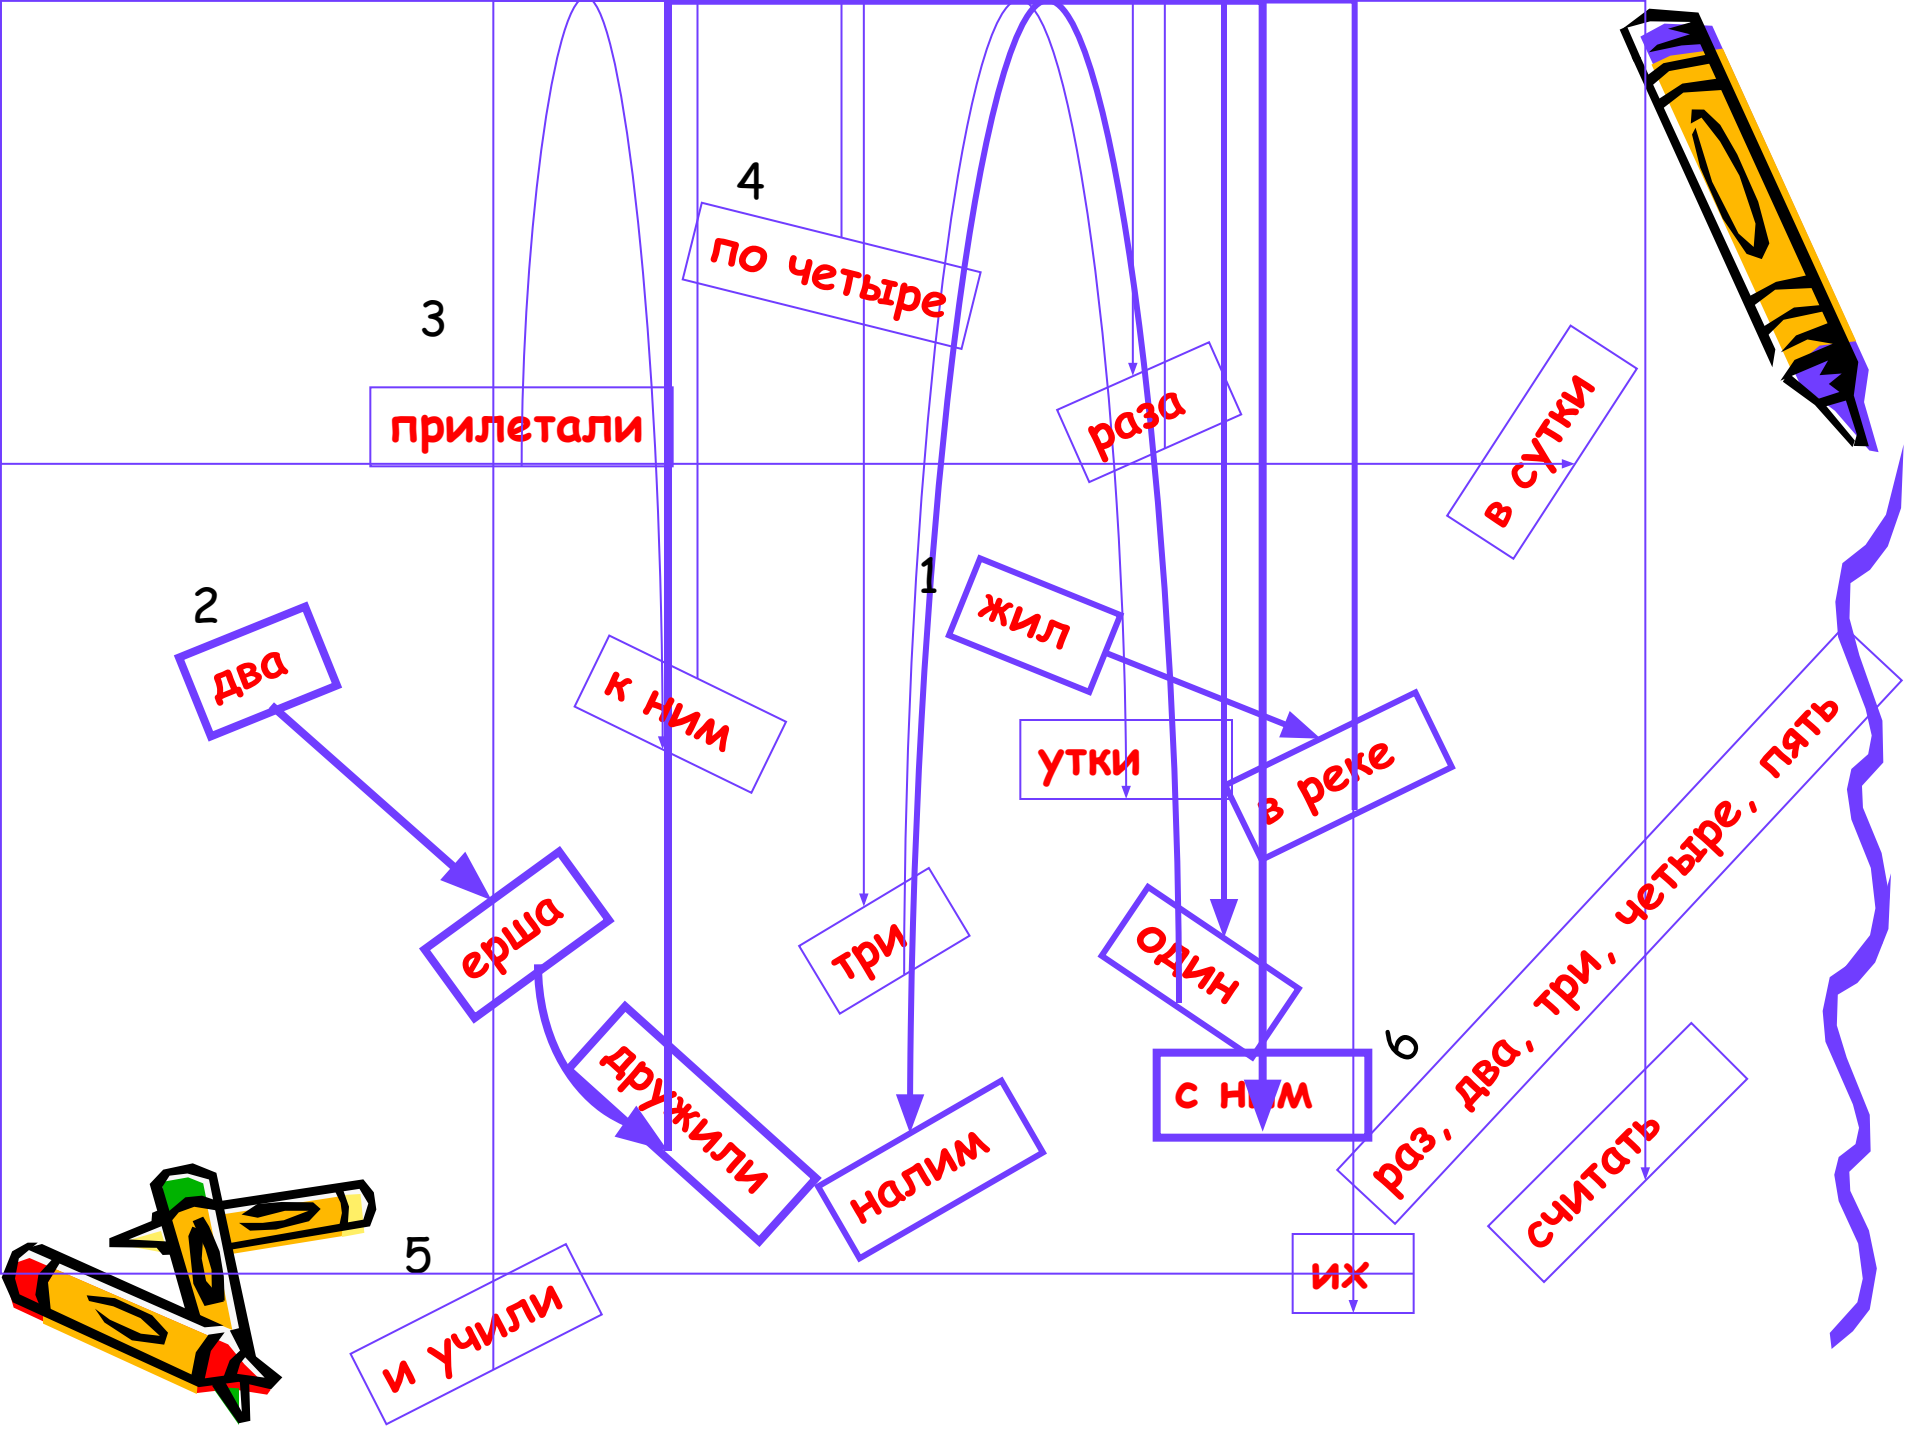 4
по четыре
3
прилетали
раза
в сутки
1
жил
2
два
к ним
утки
в реке
раз, два, три, четыре, пять
ерша
три
один
дружили
с ним
6
налим
считать
5
их
и учили